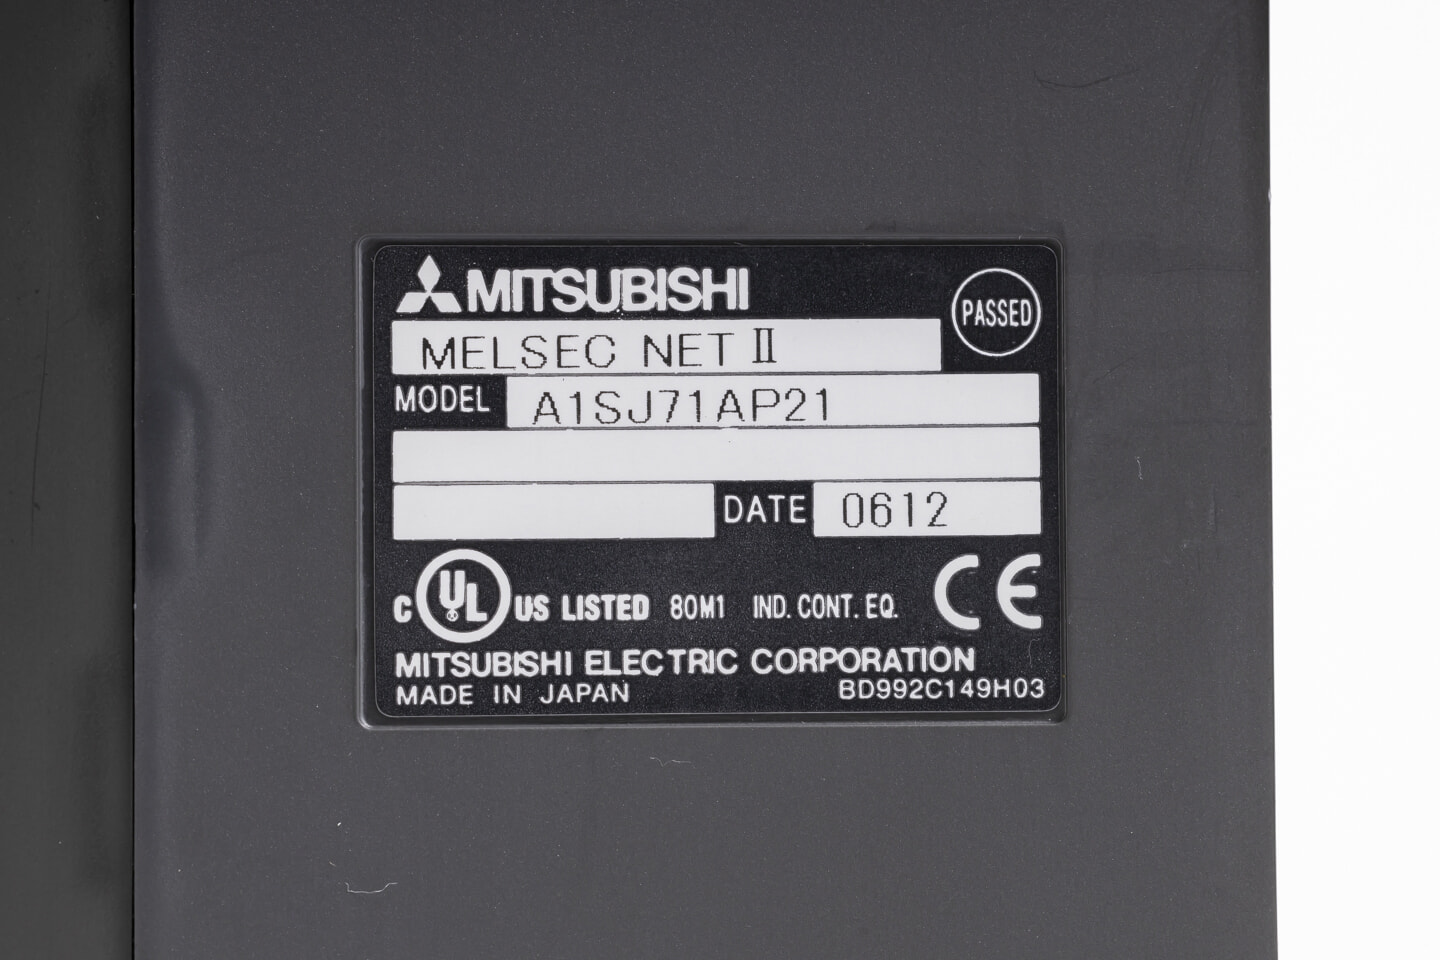 MITSUBISHI
PASSED
MELSEC NET II
MODEL A1SJ71AP21
DATE 0612
C UL US LISTED 80M1 IND. CONT. EQ. CE
MITSUBISHI ELECTRIC CORPORATION
MADE IN JAPAN BD992C149H03